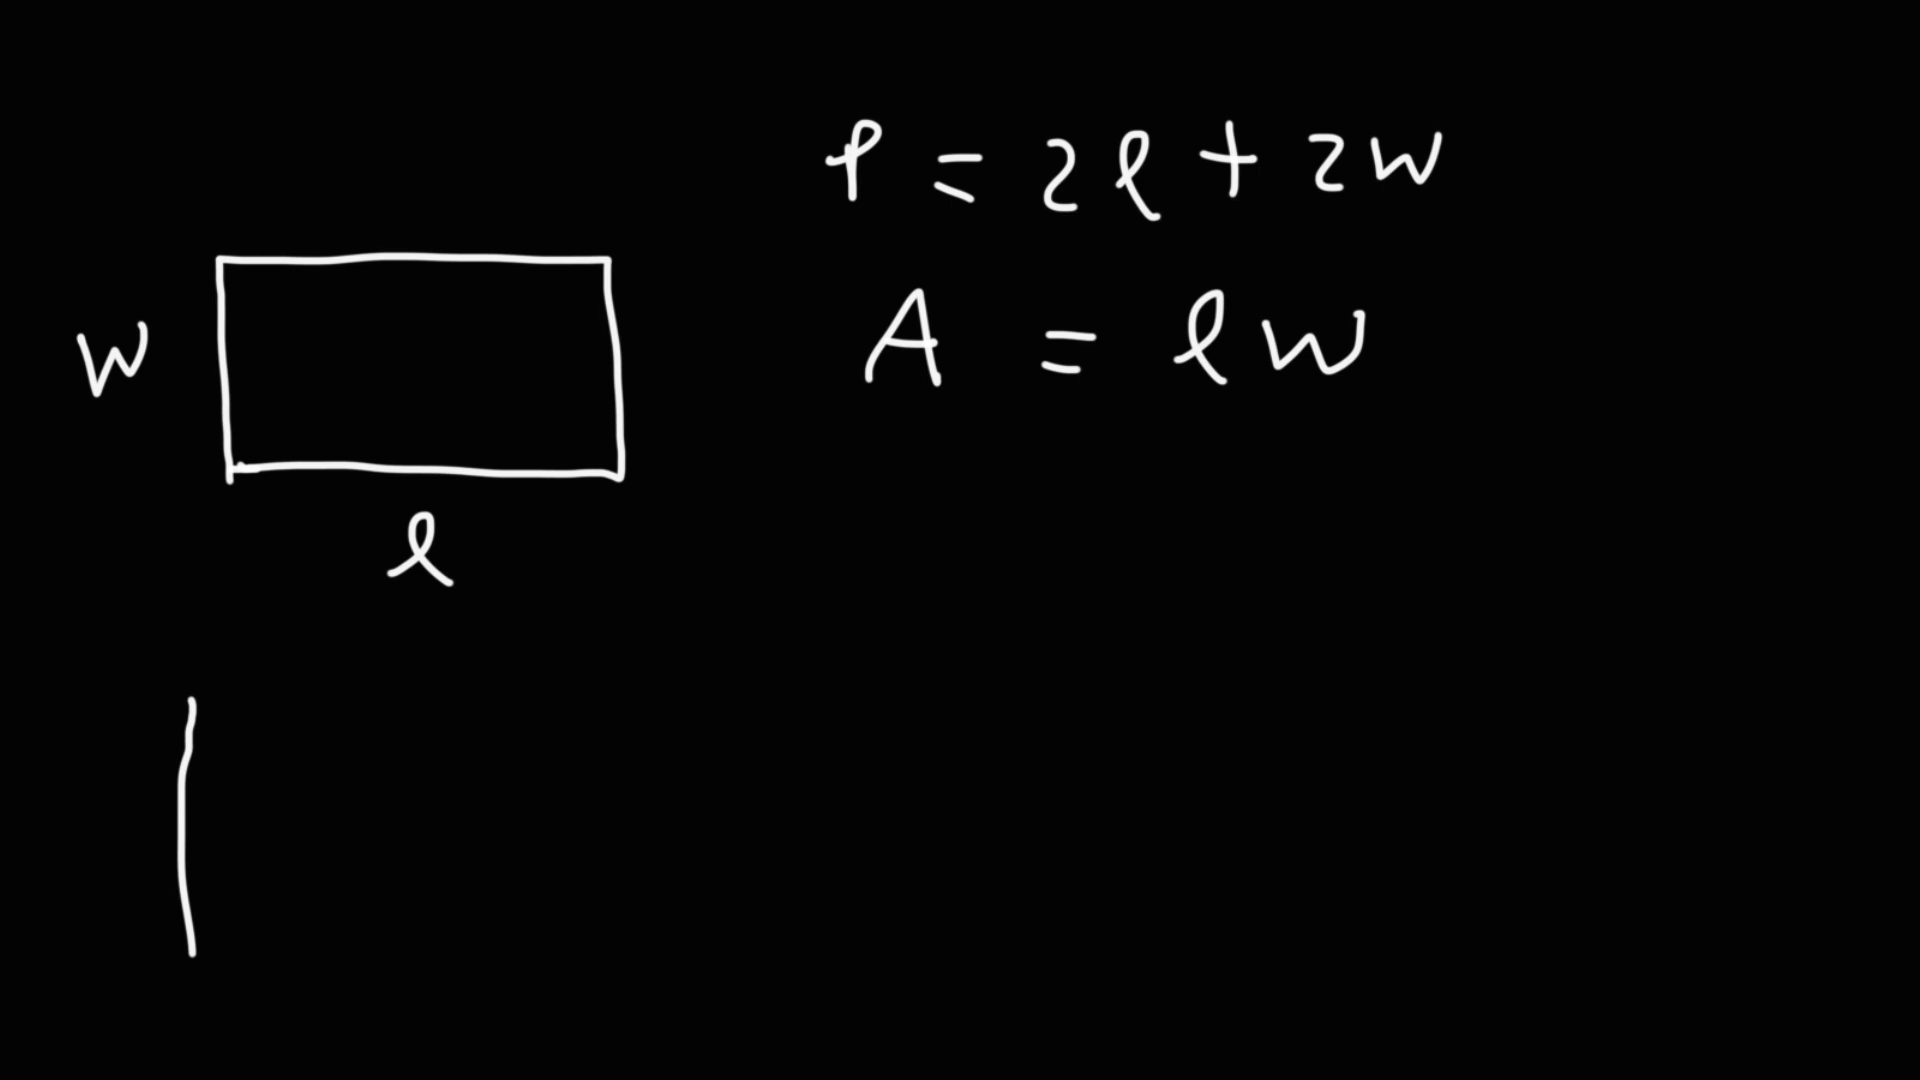 P = 2l + 2w
A = lw
w
l